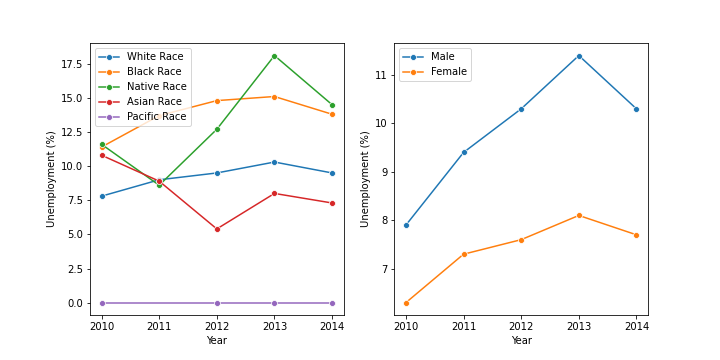 White Race
Black Race
Native Race
Asian Race
Pacific Race
17.5
15.0
12.5
10.0
7.5
5.0
2.5
0.0
Unemployment (%)
2010 2011 2012 2013 2014
Year
Male
Female
11
10
9
8
7
Unemployment (%)
2010 2011 2012 2013 2014
Year